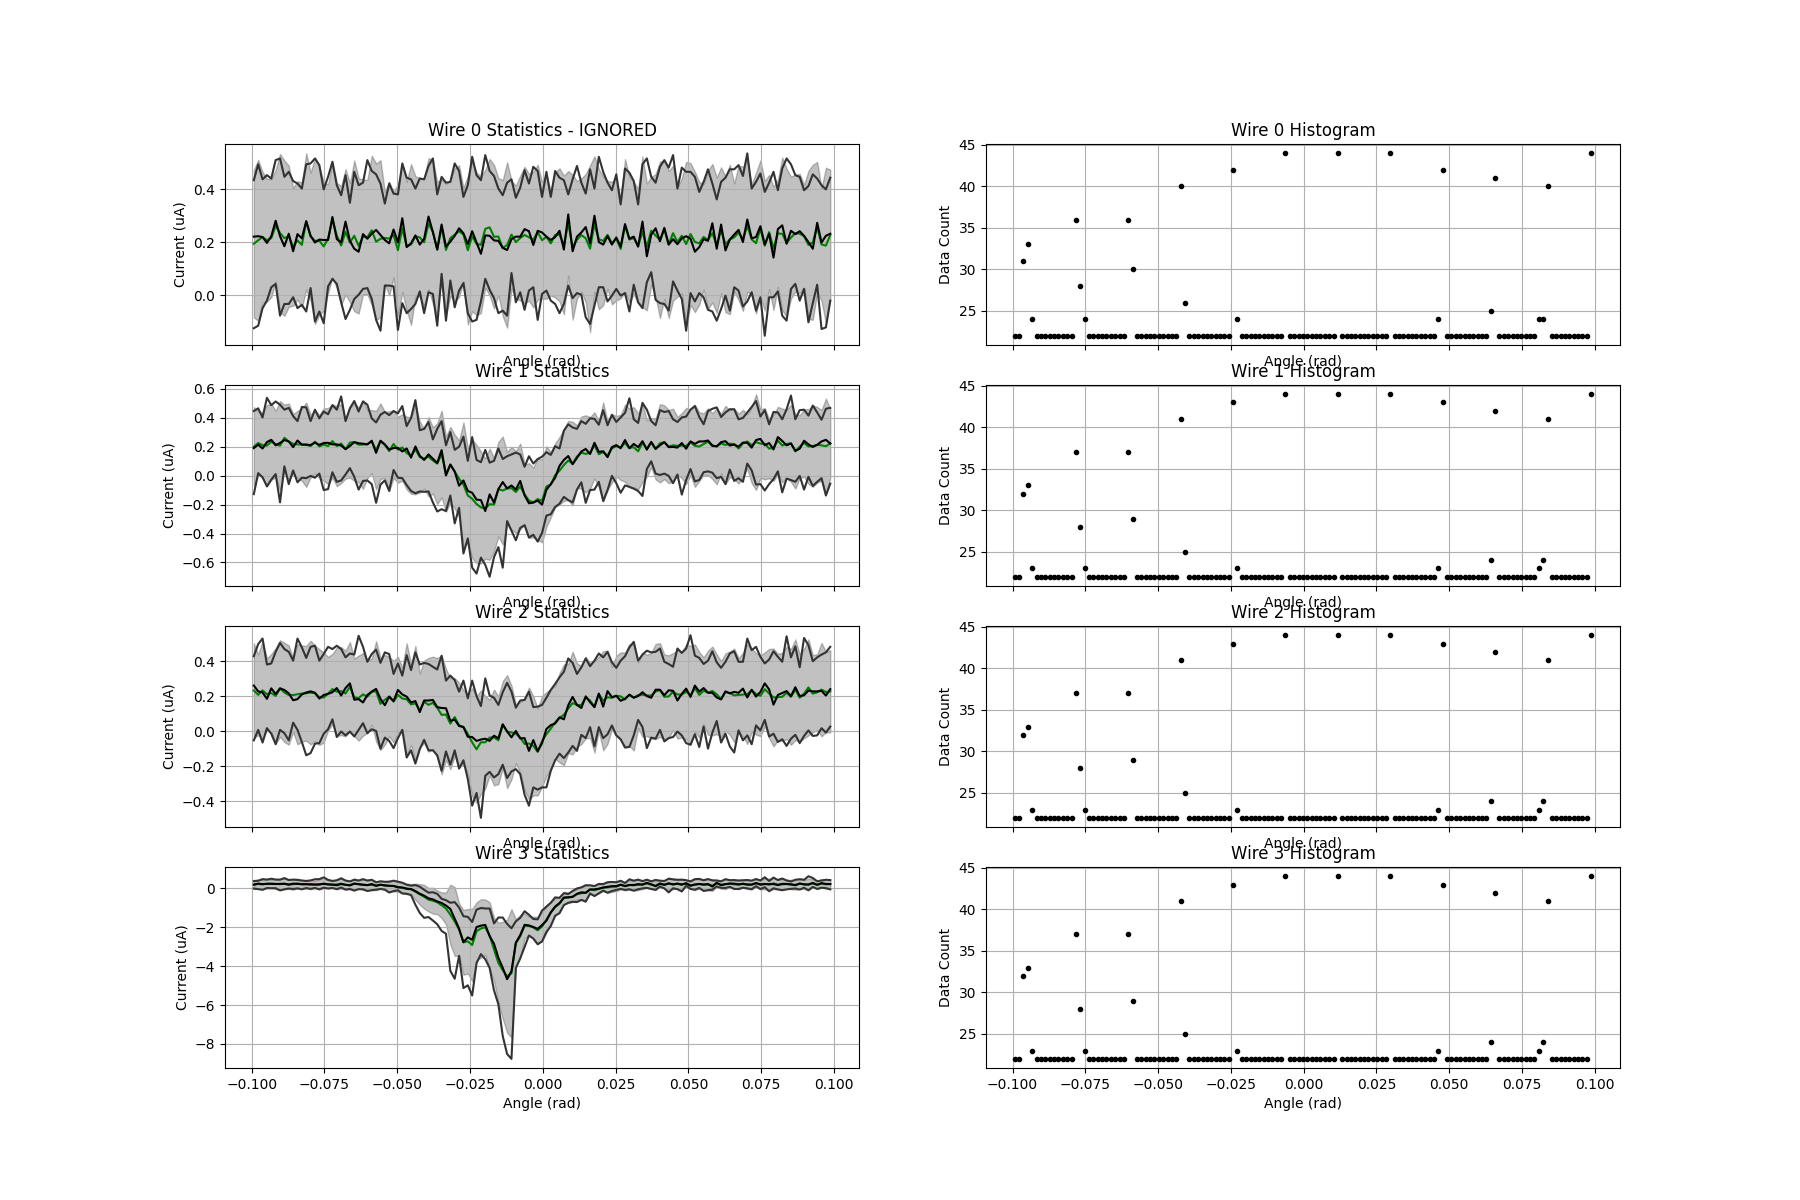 Wire 0 Statistics - IGNORED
Current (uA)
0.4
0.2
0.0
Angle (rad)
Wire 0 Histogram
Data Count
45
40
35
30
25
Angle (rad)
Wire 1 Statistics
Current (uA)
0.6
0.4
0.2
0.0
−0.2
−0.4
−0.6
Angle (rad)
Wire 1 Histogram
Data Count
45
40
35
30
25
Angle (rad)
Wire 2 Statistics
Current (uA)
0.4
0.2
0.0
−0.2
−0.4
Angle (rad)
Wire 2 Histogram
Data Count
45
40
35
30
25
Angle (rad)
Wire 3 Statistics
Current (uA)
0
−2
−4
−6
−8
−0.100 −0.075 −0.050 −0.025 0.000 0.025 0.050 0.075 0.100
Angle (rad)
Wire 3 Histogram
Data Count
45
40
35
30
25
−0.100 −0.075 −0.050 −0.025 0.000 0.025 0.050 0.075 0.100
Angle (rad)